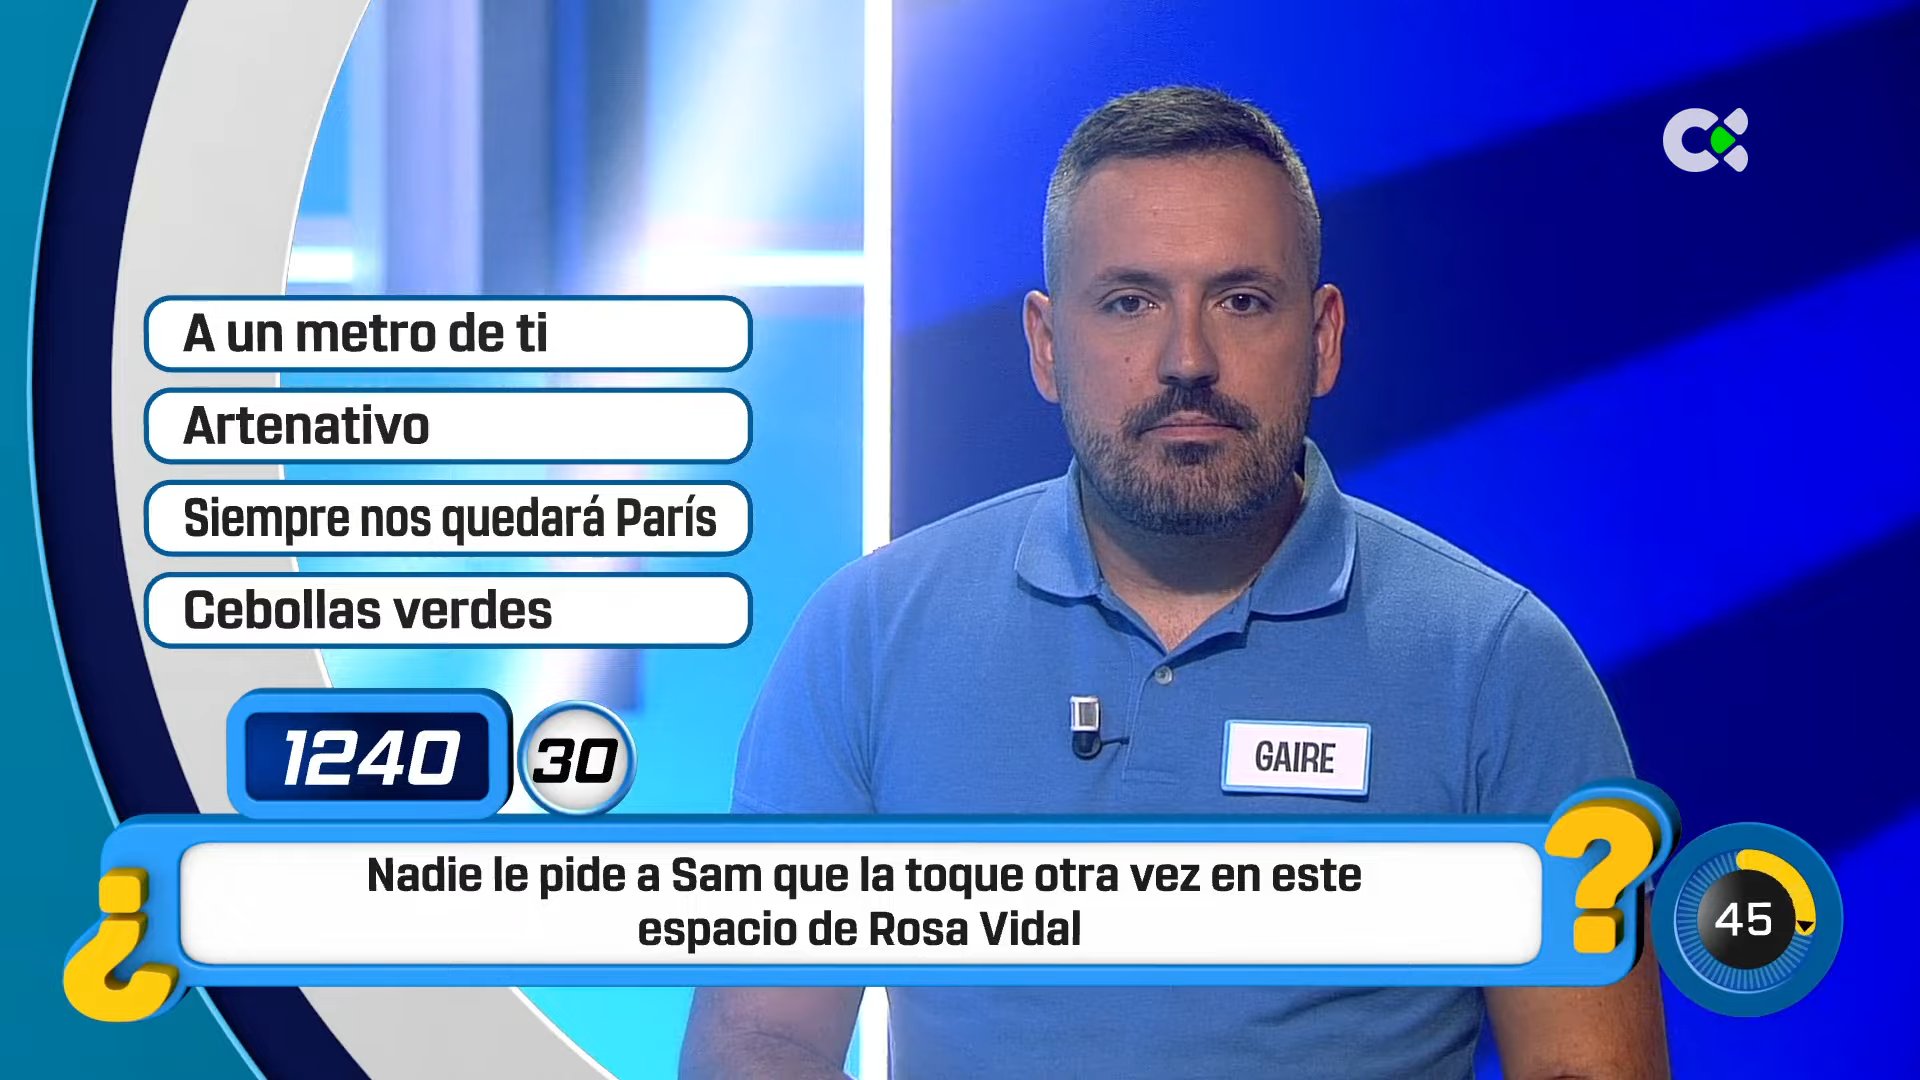 A un metro de ti
Artenativo
Siempre nos quedará París
Cebollas verdes
1240
30
GAIRE
Nadie le pide a Sam que la toque otra vez en este
espacio de Rosa Vidal
45